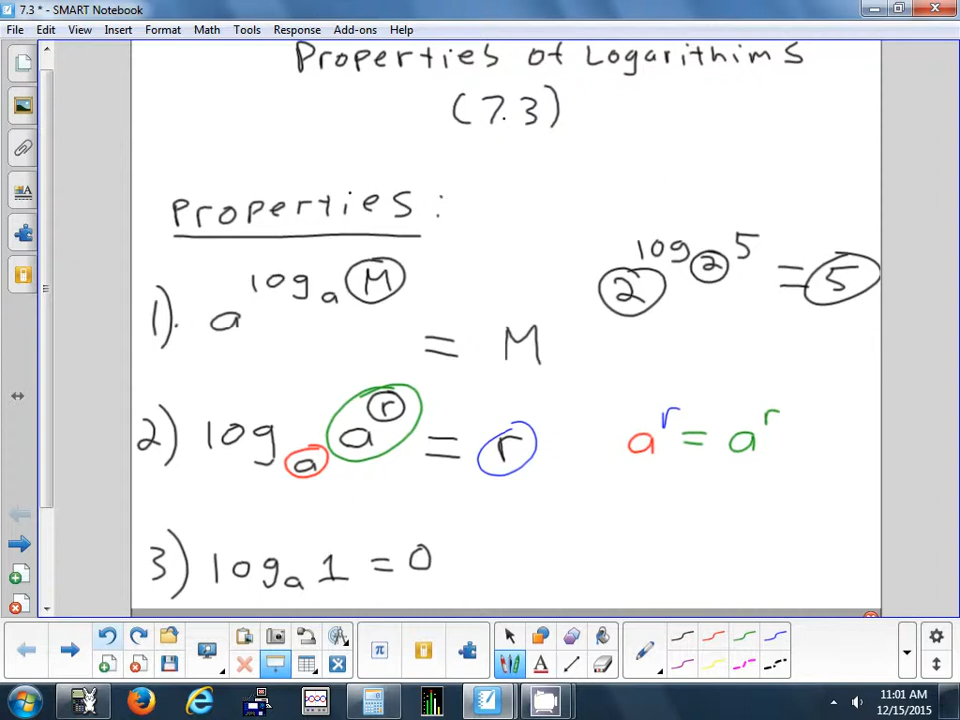 7.3 * - SMART Notebook
File Edit View Insert Format Math Tools Response Add-ons Help
Properties of Logarithims
(7.3)
Properties:
1). a^(log_a M) = M
2^(log_2 5) = 5
2) log_a a^r = r
a^r = a^r
3) log_a 1 = 0
11:01 AM
12/15/2015